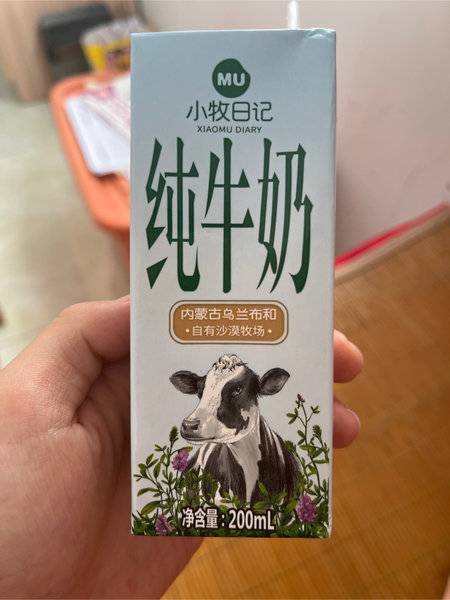 MU
小牧日记
XIAOMU DIARY
纯牛奶
内蒙古乌兰布和
·自有沙漠牧场·
净含量:200mL